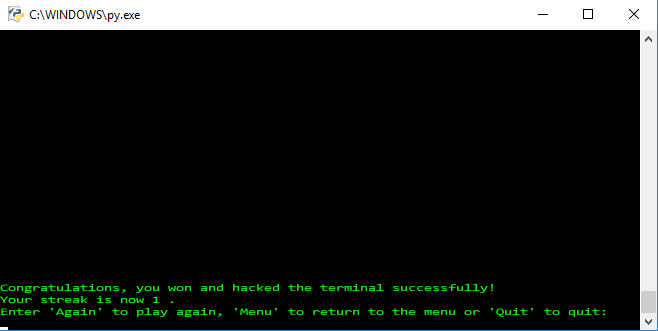 C:\WINDOWS\py.exe
Congratulations, you won and hacked the terminal successfully!
Your streak is now 1 .
Enter 'Again' to play again, 'Menu' to return to the menu or 'Quit' to quit: